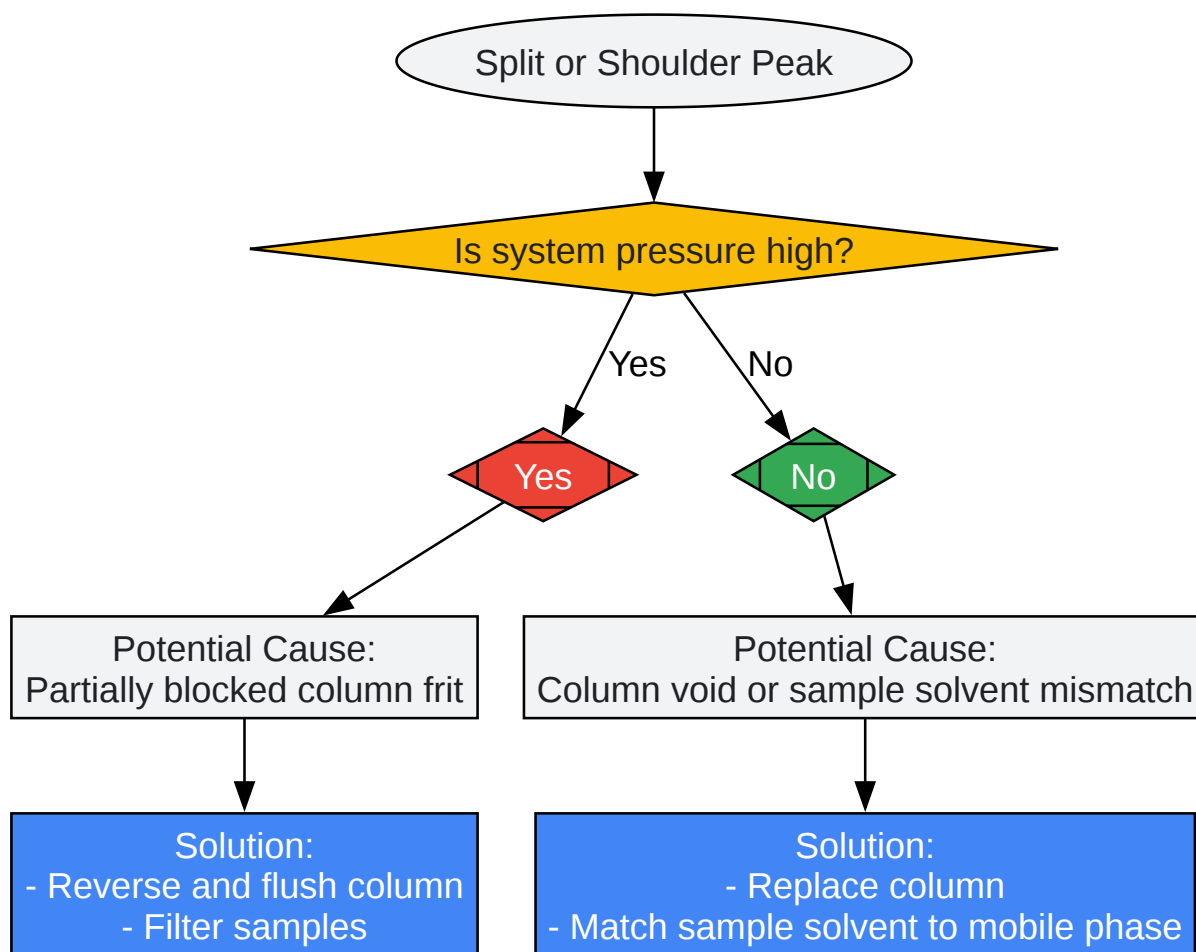 Split or Shoulder Peak
Is system pressure high?
Yes
No
Yes
No
Potential Cause:
Partially blocked column frit
Potential Cause:
Column void or sample solvent mismatch
Solution:
- Reverse and flush column
- Filter samples
Solution:
- Replace column
- Match sample solvent to mobile phase